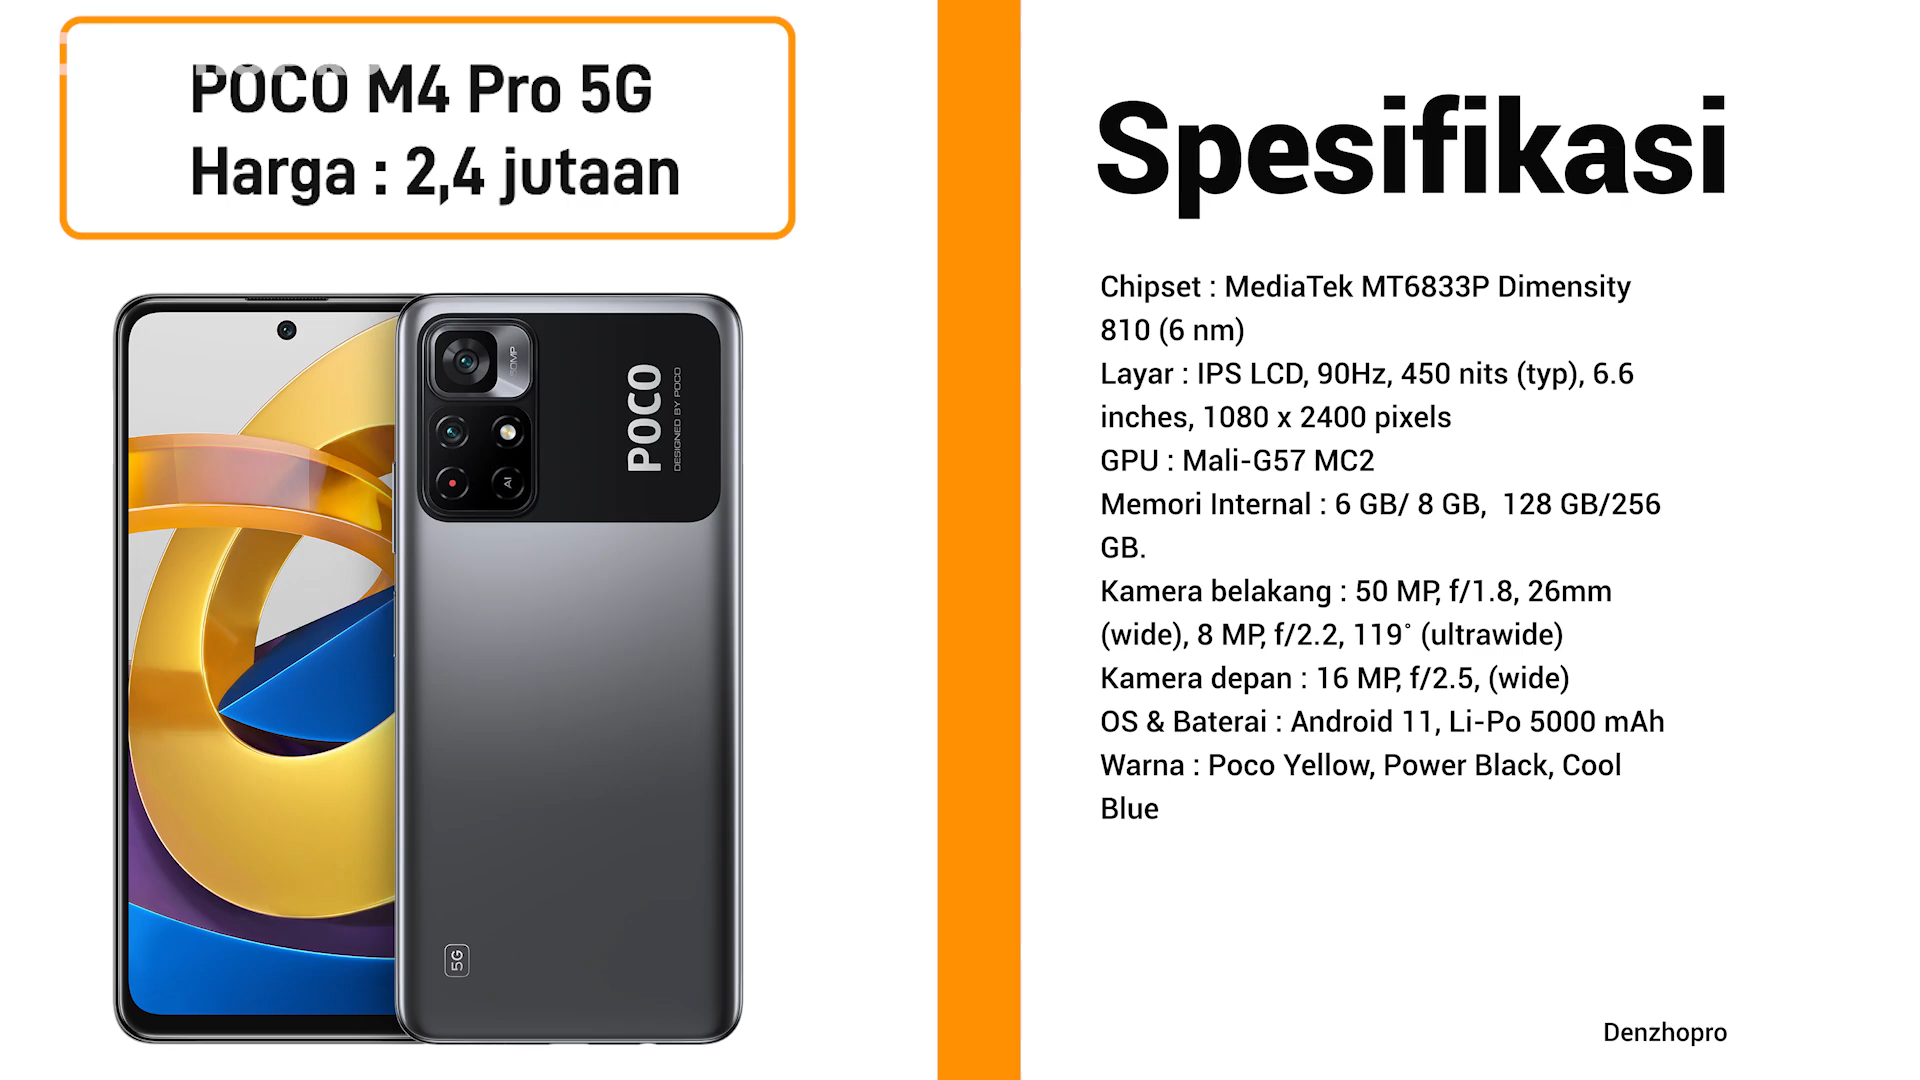 POCO M4 Pro 5G
Harga : 2,4 jutaan
50MP
POCO
DESIGNED BY POCO
AI
5G
Spesifikasi
Chipset : MediaTek MT6833P Dimensity
810 (6 nm)
Layar : IPS LCD, 90Hz, 450 nits (typ), 6.6
inches, 1080 x 2400 pixels
GPU : Mali-G57 MC2
Memori Internal : 6 GB/ 8 GB,  128 GB/256
GB.
Kamera belakang : 50 MP, f/1.8, 26mm
(wide), 8 MP, f/2.2, 119˚ (ultrawide)
Kamera depan : 16 MP, f/2.5, (wide)
OS & Baterai : Android 11, Li-Po 5000 mAh
Warna : Poco Yellow, Power Black, Cool
Blue
Denzhopro